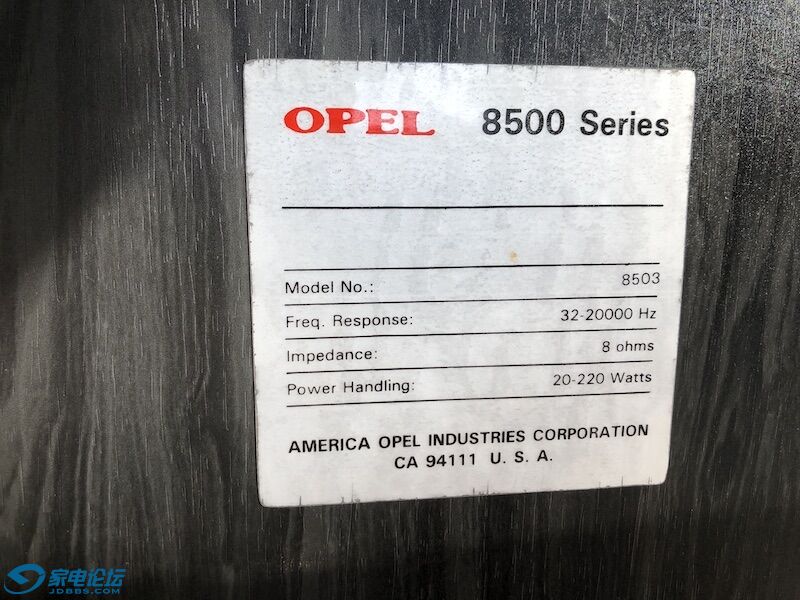 OPEL 8500 Series
Model No.: 8503
Freq. Response: 32-20000 Hz
Impedance: 8 ohms
Power Handling: 20-220 Watts
AMERICA OPEL INDUSTRIES CORPORATION
CA 94111 U. S. A.
家电论坛
JDBBS.COM